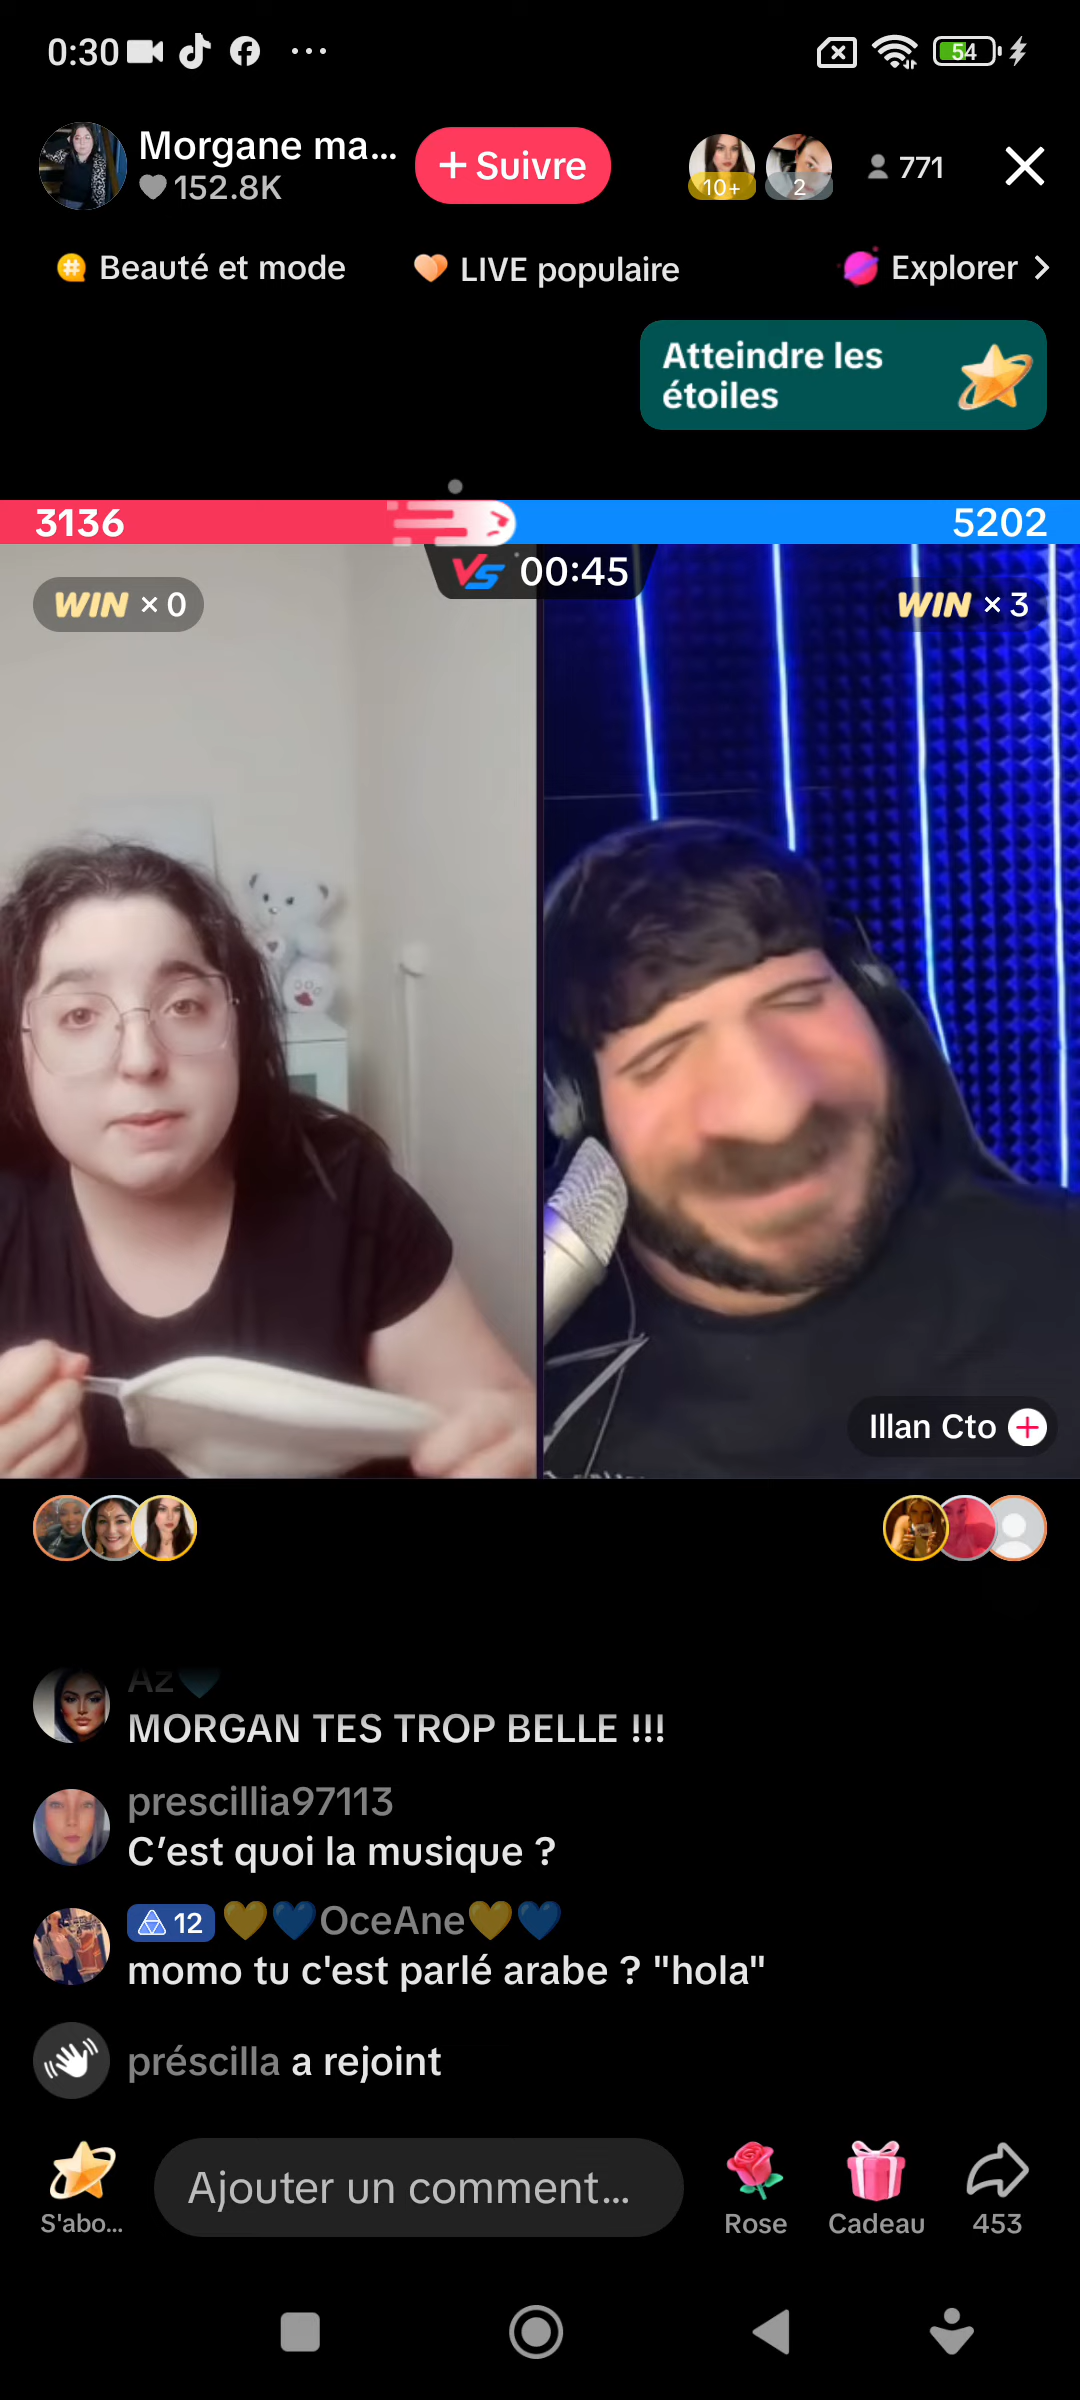 0:30
54
Morgane ma...
152.8K
+ Suivre
10+
2
771
Beauté et mode
LIVE populaire
Explorer
Atteindre les
étoiles
3136
5202
VS 00:45
WIN × 0
WIN × 3
Illan Cto
Az💙
MORGAN TES TROP BELLE !!!
prescillia97113
C’est quoi la musique ?
12 💛💙OceAne💛💙
momo tu c'est parlé arabe ? "hola"
préscilla a rejoint
S'abo...
Ajouter un comment...
Rose
Cadeau
453